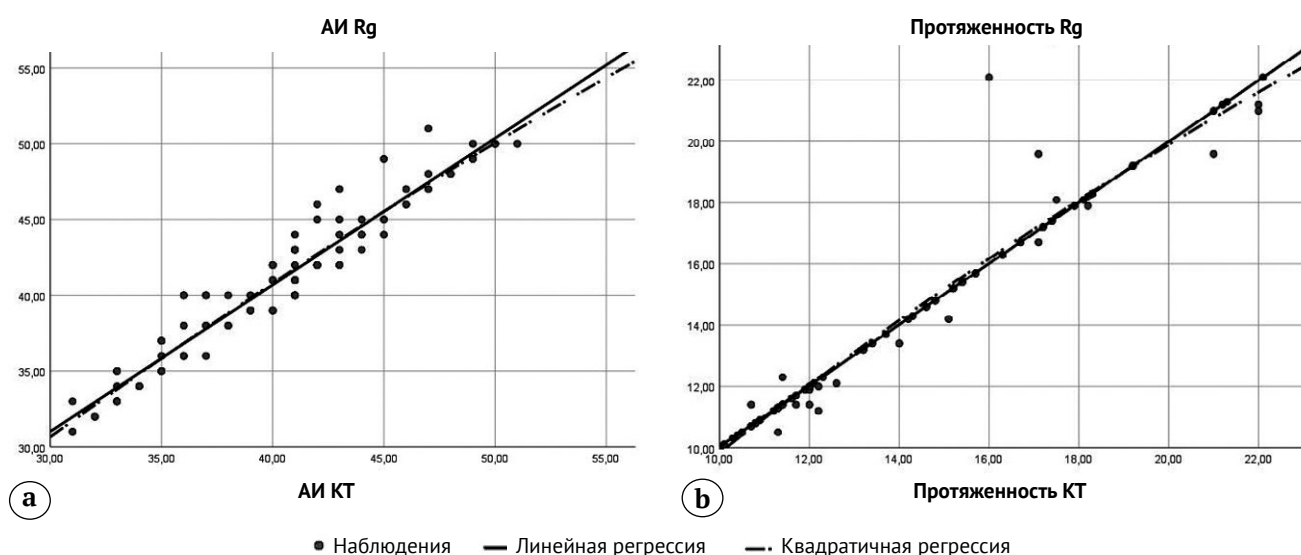 АИ Rg
55,00
50,00
45,00
40,00
35,00
30,00
30,00 35,00 40,00 45,00 50,00 55,00
АИ КТ
a
Протяженность Rg
22,00
20,00
18,00
16,00
14,00
12,00
10,00
10,00 12,00 14,00 16,00 18,00 20,00 22,00
Протяженность КТ
b
Наблюдения Линейная регрессия Квадратичная регрессия